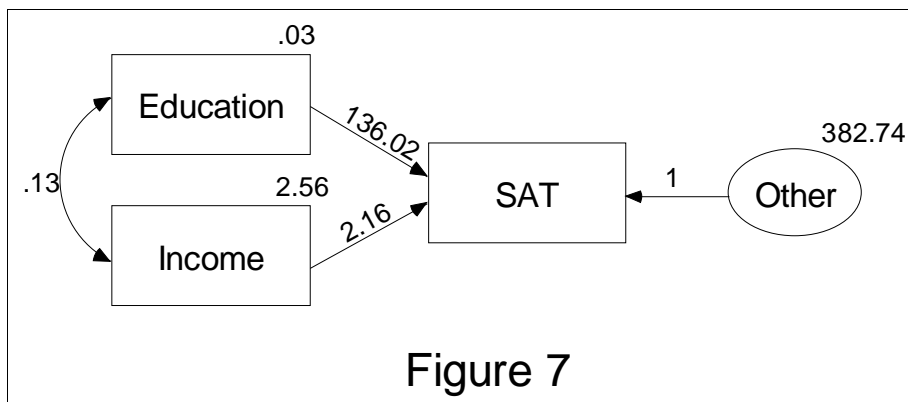 .03
Education
136.02
382.74
.13
2.56
SAT
1
Other
2.16
Income
Figure 7